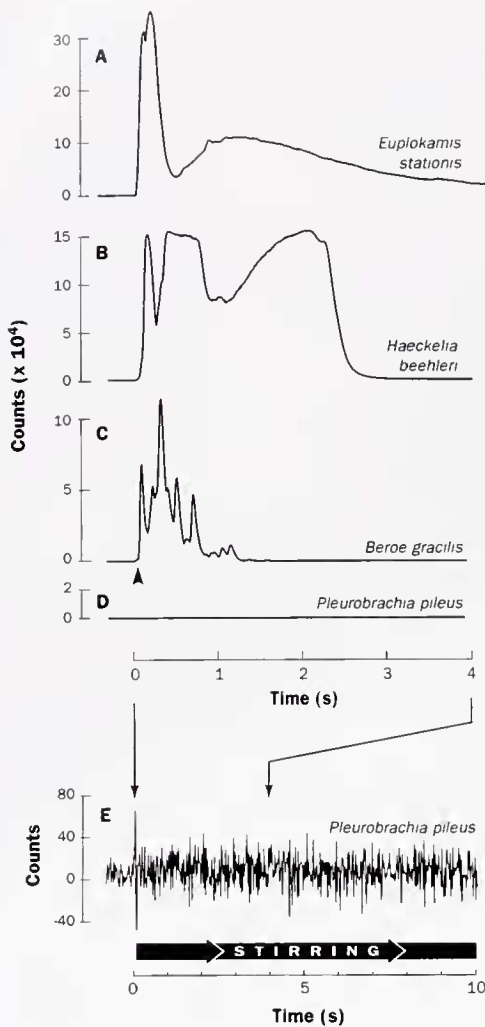 A
30
20
10
0
Euplokamis
stationis
B
15
10
5
0
Haeckelia
beehleri
Counts (x 10⁴)
C
10
5
0
Beroe gracilis
D
2
0
Pleurobrachia pileus
0 1 2 3 4
Time (s)
E
80
40
0
-40
Counts
Pleurobrachia pileus
STIRRING
0 5 10
Time (s)